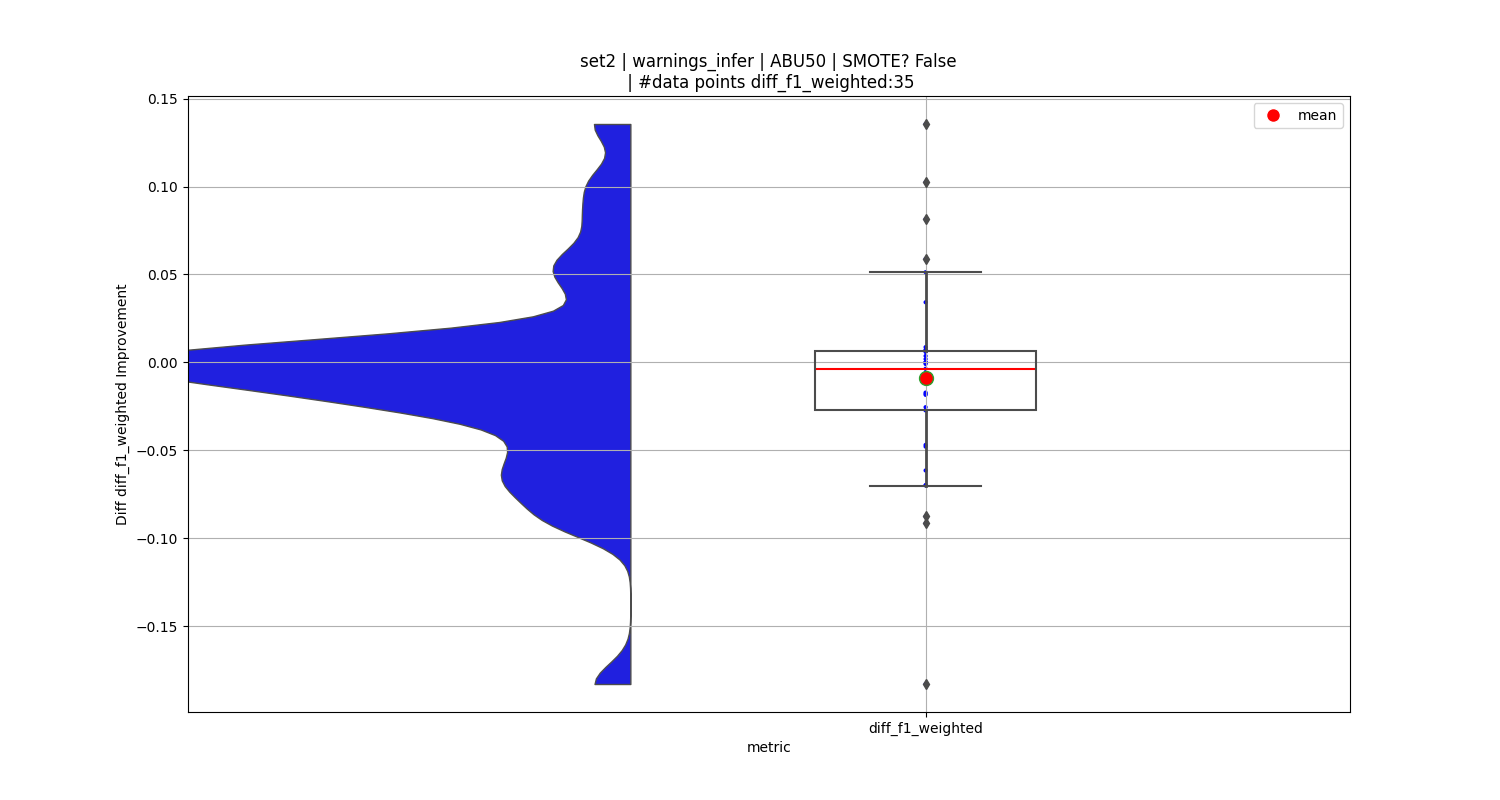 set2 | warnings_infer | ABU50 | SMOTE? False
| #data points diff_f1_weighted:35
mean
0.15
0.10
0.05
0.00
−0.05
−0.10
−0.15
Diff diff_f1_weighted Improvement
diff_f1_weighted
metric